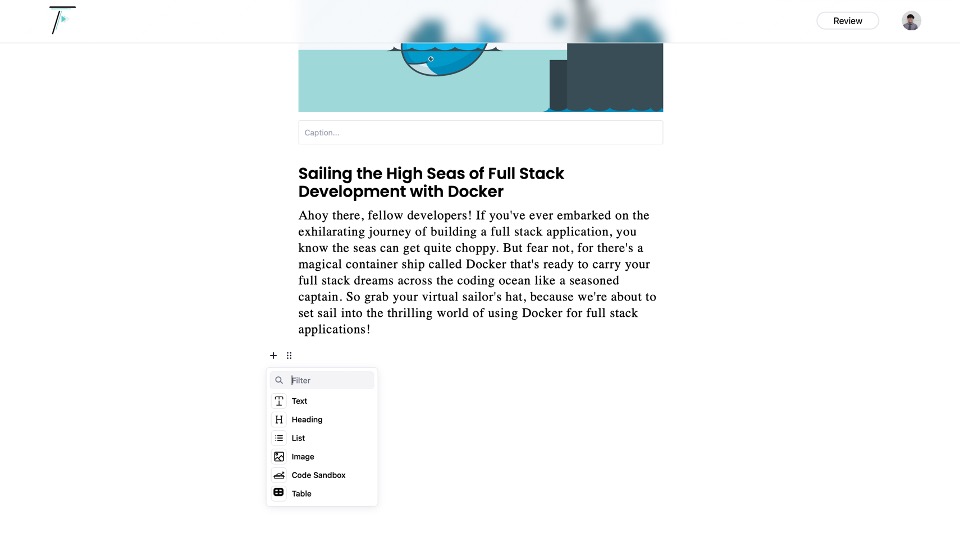 Review
Caption...
Sailing the High Seas of Full Stack
Development with Docker
Ahoy there, fellow developers! If you've ever embarked on the
exhilarating journey of building a full stack application, you
know the seas can get quite choppy. But fear not, for there's a
magical container ship called Docker that's ready to carry your
full stack dreams across the coding ocean like a seasoned
captain. So grab your virtual sailor's hat, because we're about to
set sail into the thrilling world of using Docker for full stack
applications!
Filter
Text
Heading
List
Image
Code Sandbox
Table